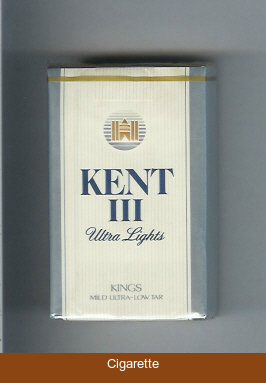 KENT
III
Ultra Lights
KINGS
MILD ULTRA-LOW TAR
Cigarette